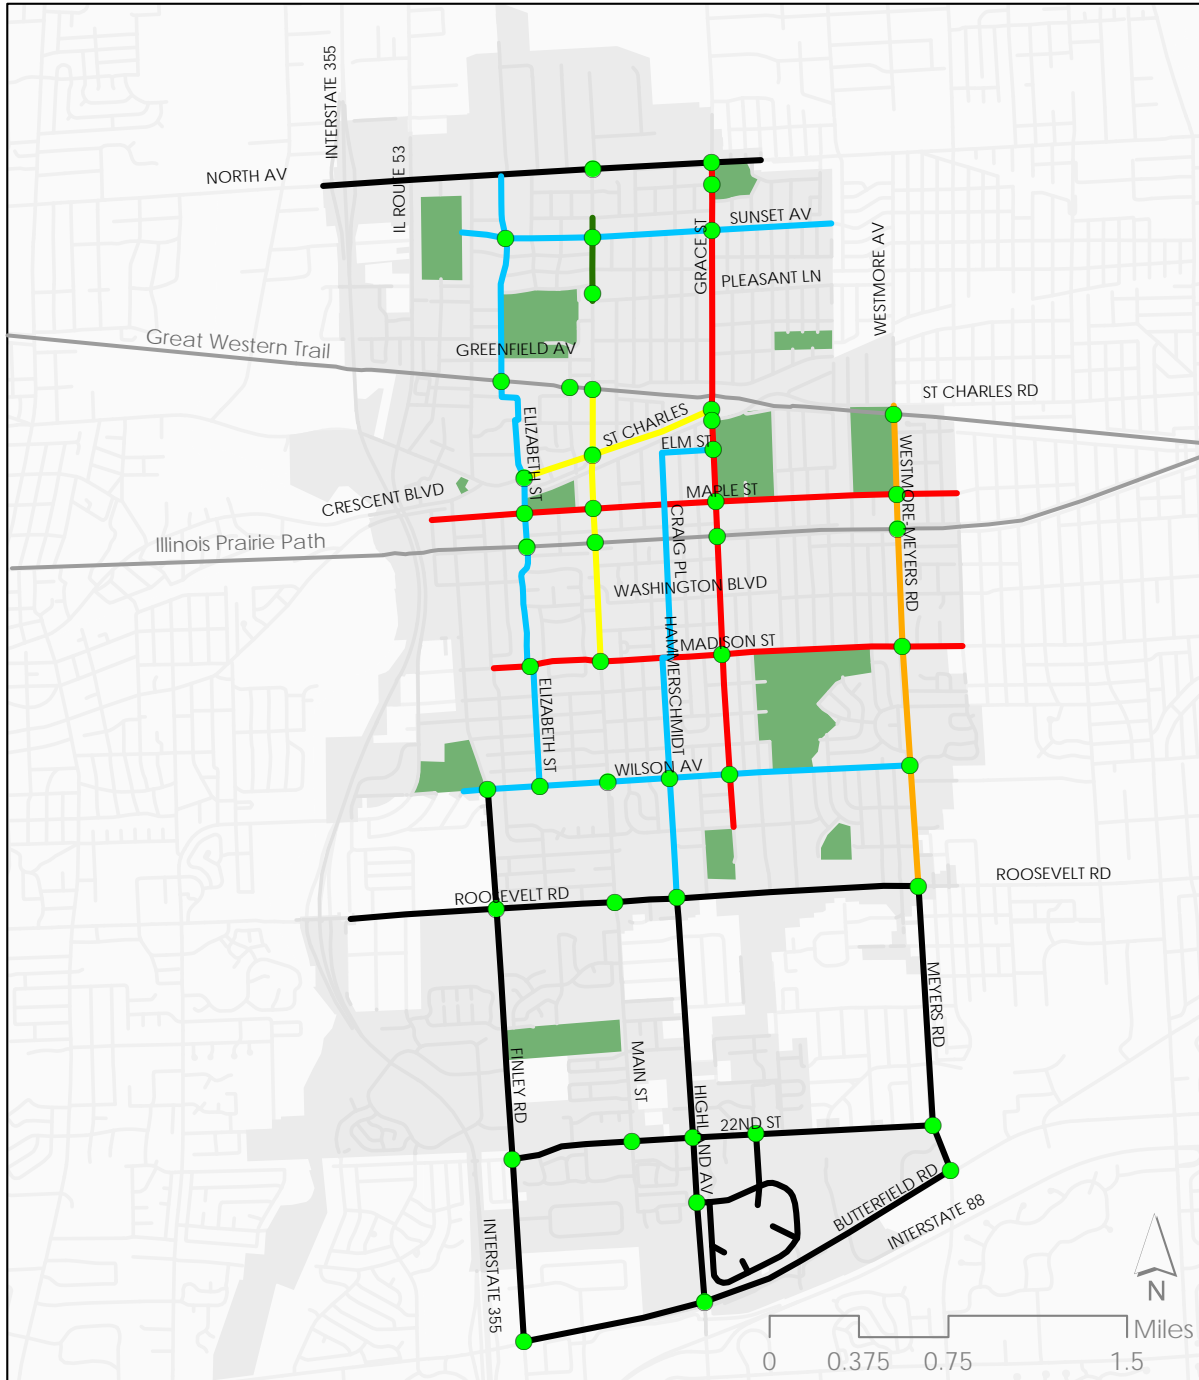 INTERSTATE 355
NORTH AV
IL ROUTE 53
SUNSET AV
GRACE ST
WESTMORE AV
PLEASANT LN
Great Western Trail
GREENFIELD AV
ST CHARLES RD
ELIZABETH ST
ST CHARLES
ELM ST
WESTMORE-MEYERS RD
CRESCENT BLVD
MAPLE ST
CRAIG PL
Illinois Prairie Path
WASHINGTON BLVD
HAMMERSCHMIDT
MADISON ST
ELIZABETH ST
WILSON AV
ROOSEVELT RD
ROOSEVELT RD
MEYERS RD
FINLEY RD
MAIN ST
HIGHLAND AV
22ND ST
BUTTERFIELD RD
INTERSTATE 88
INTERSTATE 355
N
Miles
0 0.375 0.75 1.5